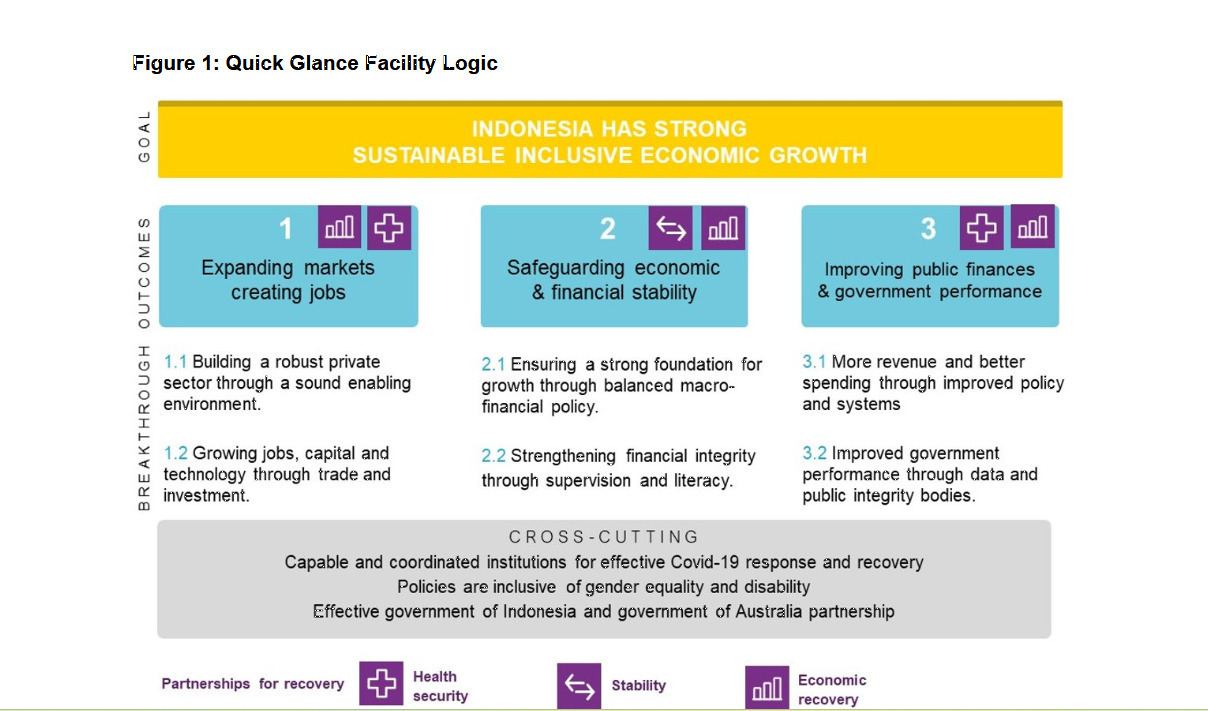 Figure 1: Quick Glance Facility Logic
GOAL
INDONESIA HAS STRONG
SUSTAINABLE INCLUSIVE ECONOMIC GROWTH
BREAKTHROUGH OUTCOMES
1
Expanding markets
creating jobs
2
Safeguarding economic
& financial stability
3
Improving public finances
& government performance
1.1 Building a robust private
sector through a sound enabling
environment.
1.2 Growing jobs, capital and
technology through trade and
investment.
2.1 Ensuring a strong foundation for
growth through balanced macro-
financial policy.
2.2 Strengthening financial integrity
through supervision and literacy.
3.1 More revenue and better
spending through improved policy
and systems
3.2 Improved government
performance through data and
public integrity bodies.
CROSS-CUTTING
Capable and coordinated institutions for effective Covid-19 response and recovery
Policies are inclusive of gender equality and disability
Effective government of Indonesia and government of Australia partnership
Partnerships for recovery
Health
security
Stability
Economic
recovery